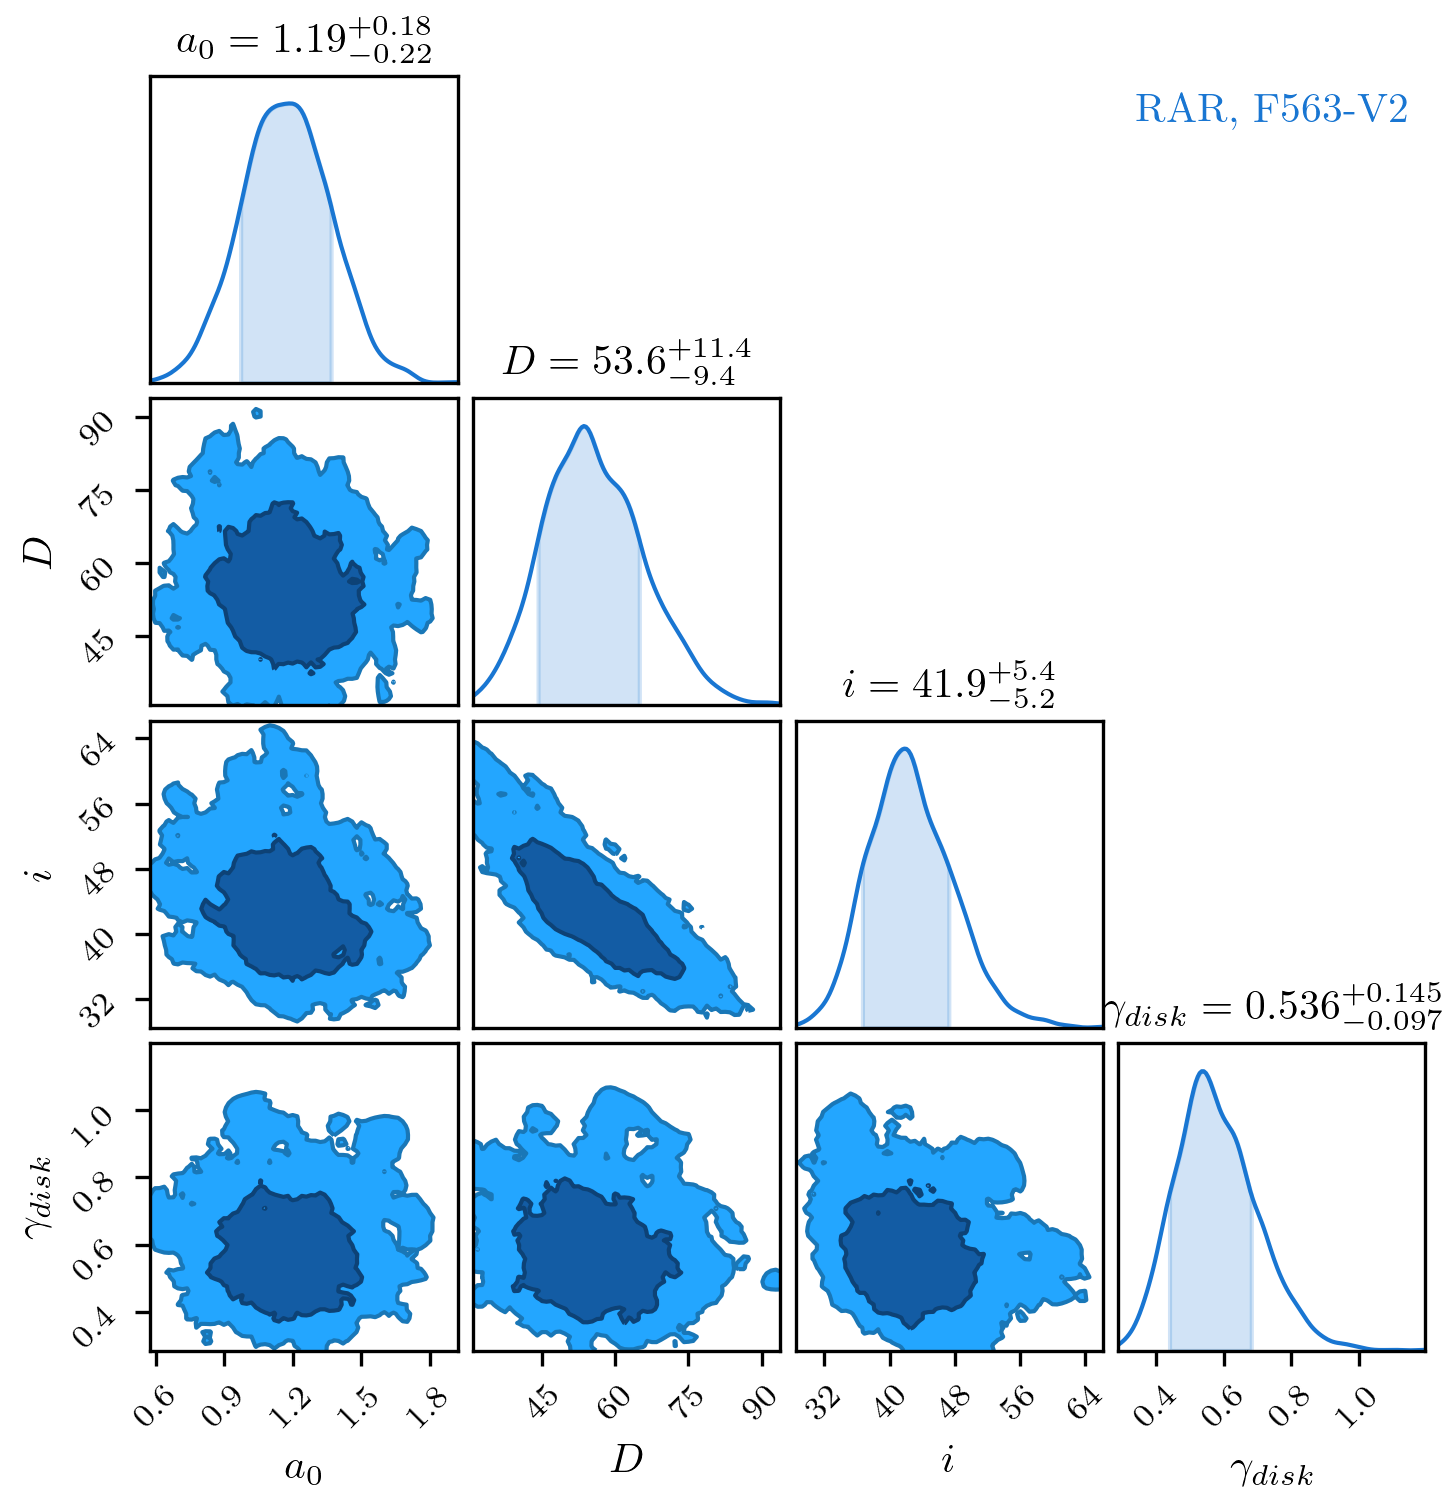 a₀ = 1.19^{+0.18}_{−0.22}
RAR, F563-V2
D = 53.6^{+11.4}_{−9.4}
90
75
60
45
D
i = 41.9^{+5.4}_{−5.2}
64
56
48
40
32
i
γ_{disk} = 0.536^{+0.145}_{−0.097}
1.0
0.8
0.6
0.4
γ_{disk}
0.6 0.9 1.2 1.5 1.8
45 60 75 90
32 40 48 56 64
0.4 0.6 0.8 1.0
a₀
D
i
γ_{disk}